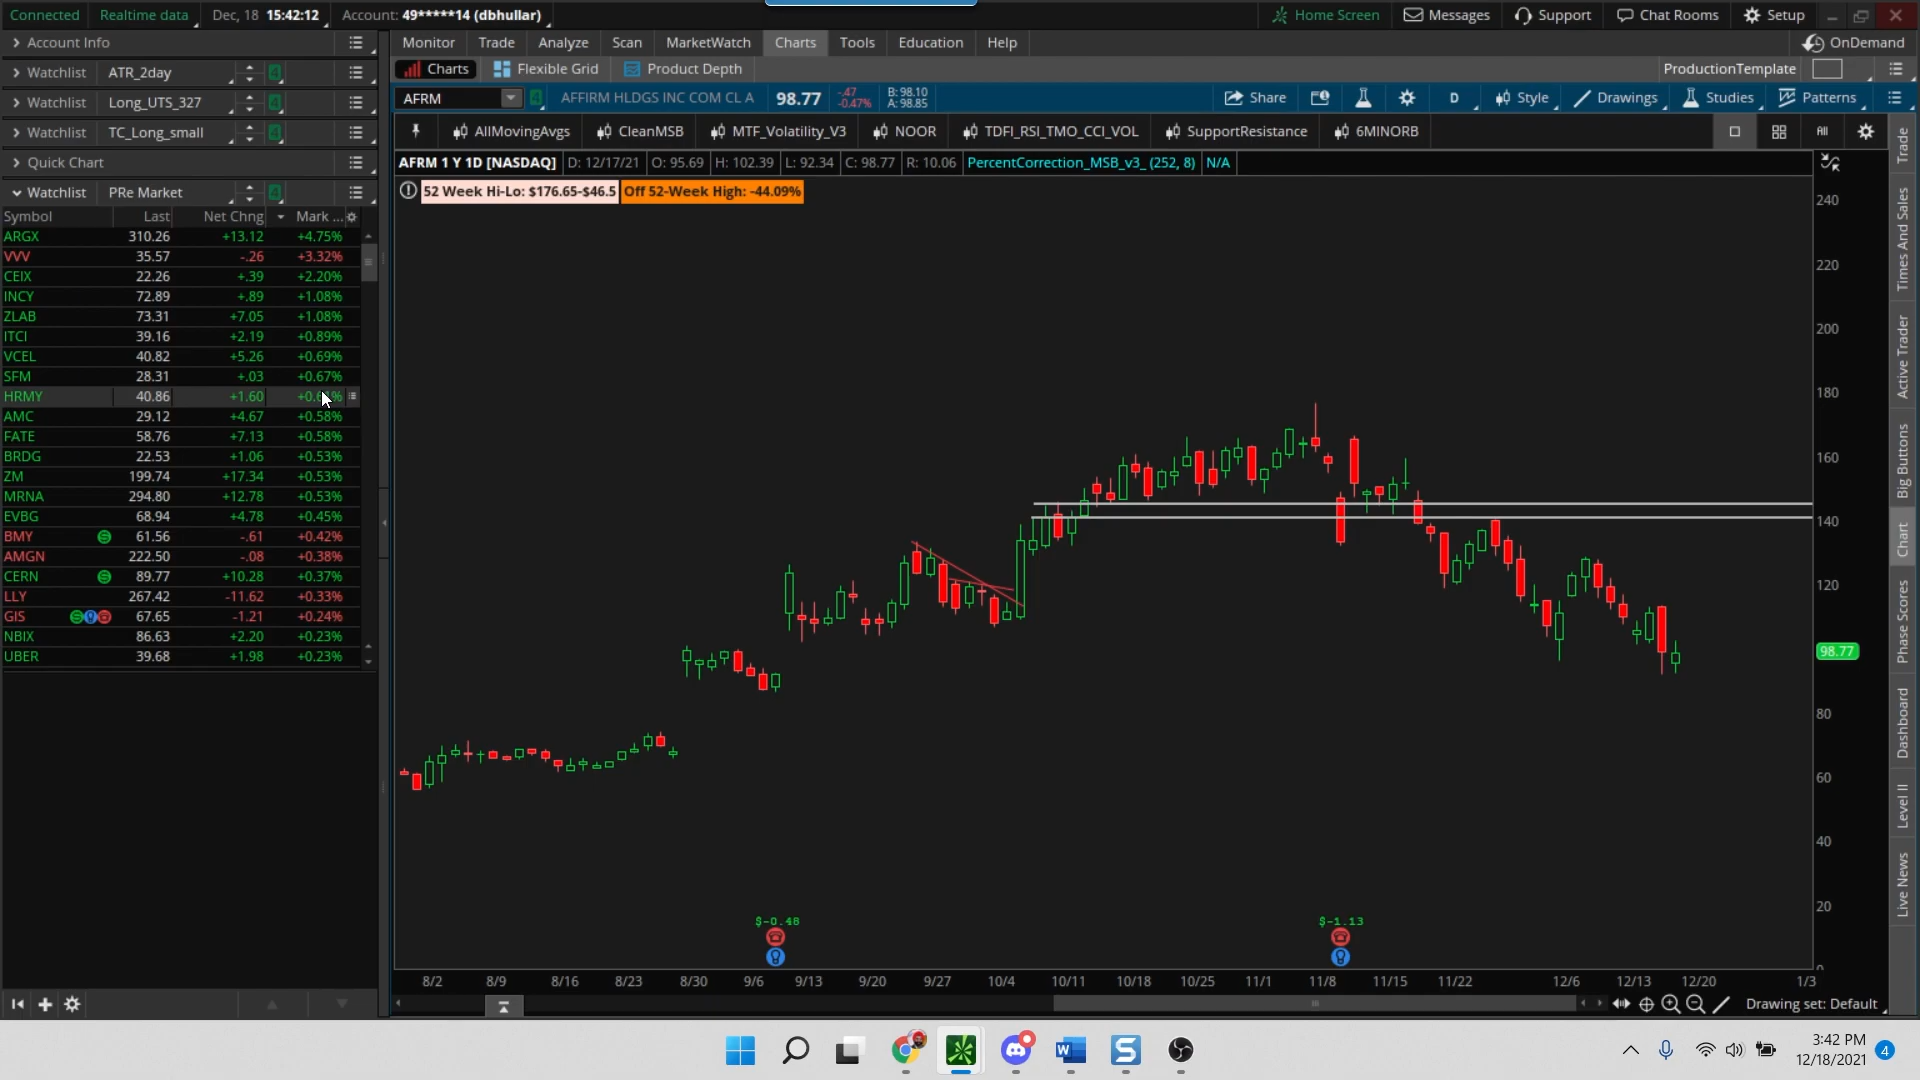 Connected Realtime data Dec, 18 15:42:12 Account: 49*****14 (dbhullar) Home Screen Messages Support Chat Rooms Setup
Account Info Monitor Trade Analyze Scan MarketWatch Charts Tools Education Help OnDemand
Watchlist ATR_2day 4 Charts Flexible Grid Product Depth ProductionTemplate
Watchlist Long_UTS_327 4 AFRM 4 AFFIRM HLDGS INC COM CL A 98.77 -.47 -0.47% B: 98.10 A: 98.85 Share D Style Drawings Studies Patterns
Watchlist TC_Long_small 4 AllMovingAvgs CleanMSB MTF_Volatility_V3 NOOR TDFI_RSI_TMO_CCI_VOL SupportResistance 6MINORB All
Quick Chart AFRM 1 Y 1D [NASDAQ] D: 12/17/21 O: 95.69 H: 102.39 L: 92.34 C: 98.77 R: 10.06 PercentCorrection_MSB_v3_ (252, 8) N/A
Watchlist PRe Market 4 52 Week Hi-Lo: $176.65-$46.5 Off 52-Week High: -44.09%
Symbol Last Net Chng Mark ...
ARGX 310.26 +13.12 +4.75%
VVV 35.57 -.26 +3.32%
CEIX 22.26 +.39 +2.20%
INCY 72.89 +.89 +1.08%
ZLAB 73.31 +7.05 +1.08%
ITCI 39.16 +2.19 +0.89%
VCEL 40.82 +5.26 +0.69%
SFM 28.31 +.03 +0.67%
HRMY 40.86 +1.60
AMC 29.12 +4.67 +0.58%
FATE 58.76 +7.13 +0.58%
BRDG 22.53 +1.06 +0.53%
ZM 199.74 +17.34 +0.53%
MRNA 294.80 +12.78 +0.53%
EVBG 68.94 +4.78 +0.45%
BMY 61.56 -.61 +0.42%
AMGN 222.50 -.08 +0.38%
CERN 89.77 +10.28 +0.37%
LLY 267.42 -11.62 +0.33%
GIS 67.65 -1.21 +0.24%
NBIX 86.63 +2.20 +0.23%
UBER 39.68 +1.98 +0.23%
240
220
200
180
160
140
120
98.77
80
60
40
20
0
$-0.48 $-1.13
8/2 8/9 8/16 8/23 8/30 9/6 9/13 9/20 9/27 10/4 10/11 10/18 10/25 11/1 11/8 11/15 11/22 12/6 12/13 12/20 1/3
Drawing set: Default
Trade
Times And Sales
Active Trader
Big Buttons
Chart
Phase Scores
Dashboard
Level II
Live News
3:42 PM
12/18/2021 4